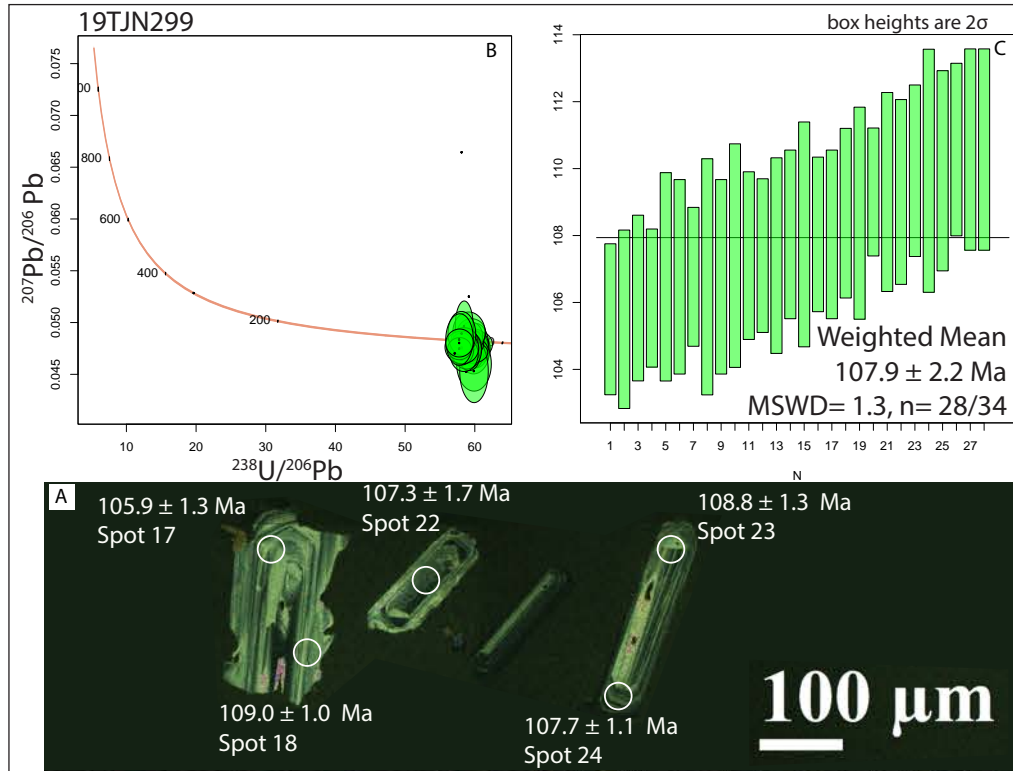 19TJN299
box heights are 2σ
B
0.075
0.070
0.065
0.060
0.055
0.050
0.045
00
800
600
400
200
207Pb/206 Pb
10
20
30
40
50
60
238U/206Pb
C
114
112
110
108
106
104
Weighted Mean
107.9 ± 2.2 Ma
MSWD= 1.3, n= 28/34
1 3 5 7 9 11 13 15 17 19 21 23 25 27
N
A
105.9 ± 1.3 Ma
Spot 17
107.3 ± 1.7 Ma
Spot 22
108.8 ± 1.3 Ma
Spot 23
109.0 ± 1.0 Ma
Spot 18
107.7 ± 1.1 Ma
Spot 24
100 μm